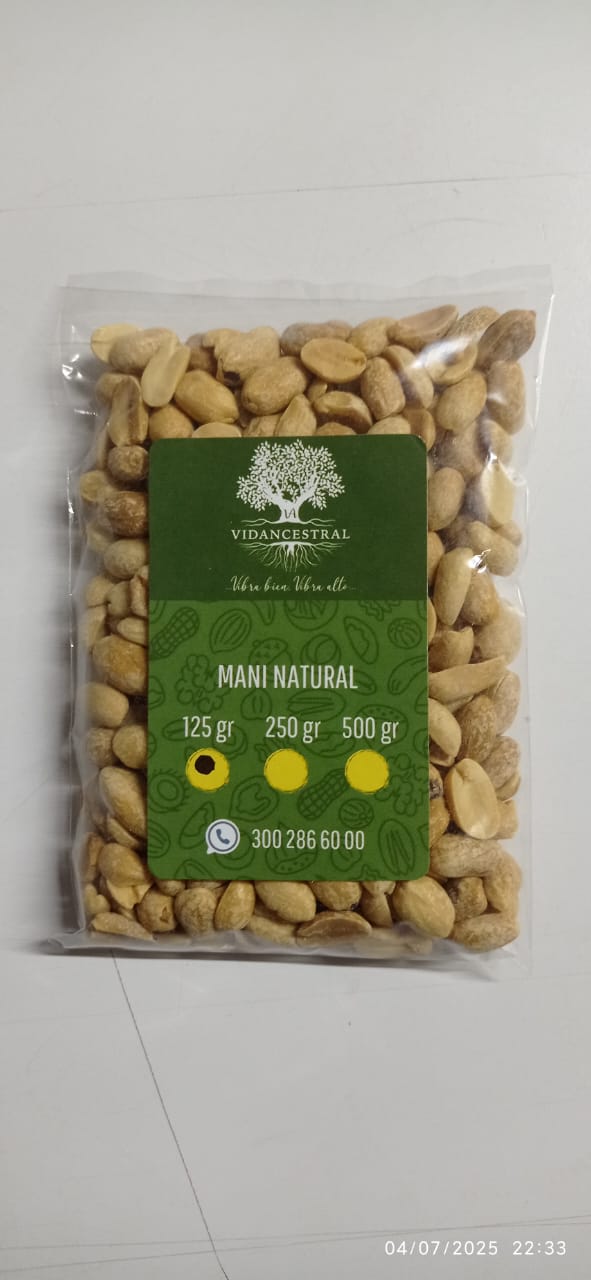 VA
VIDANCESTRAL
...Vibra bien. Vibra alto...
MANI NATURAL
125 gr 250 gr 500 gr
300 286 60 00
04/07/2025 22:33